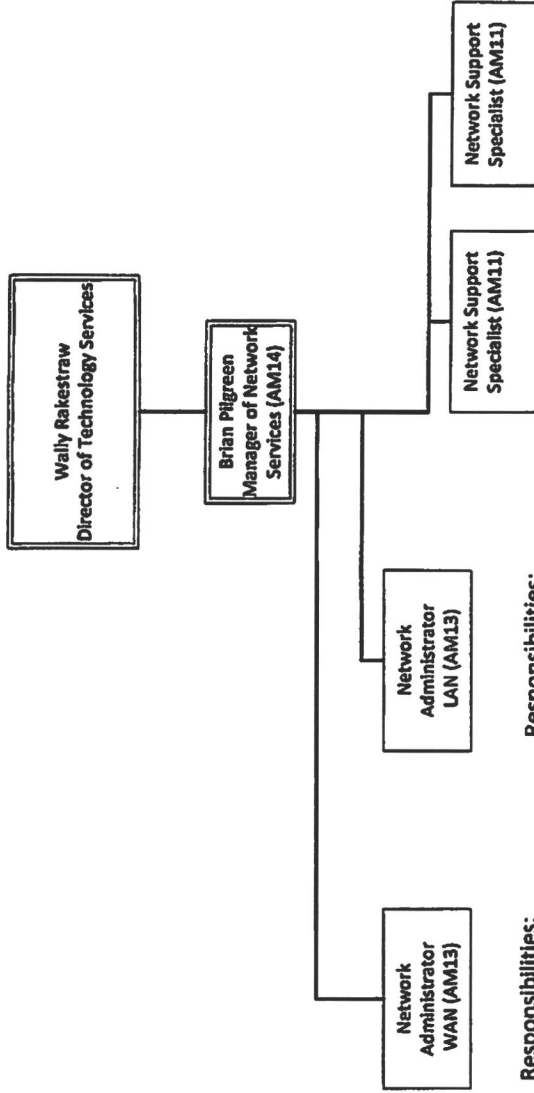 Wally Rakestraw
Director of Technology Services
Brian Pilgreen
Manager of Network
Services (AM14)
Network
Administrator
WAN (AM13)
Network
Administrator
LAN (AM13)
Network Support
Specialist (AM11)
Network Support
Specialist (AM11)
Responsibilities:
Responsibilities: